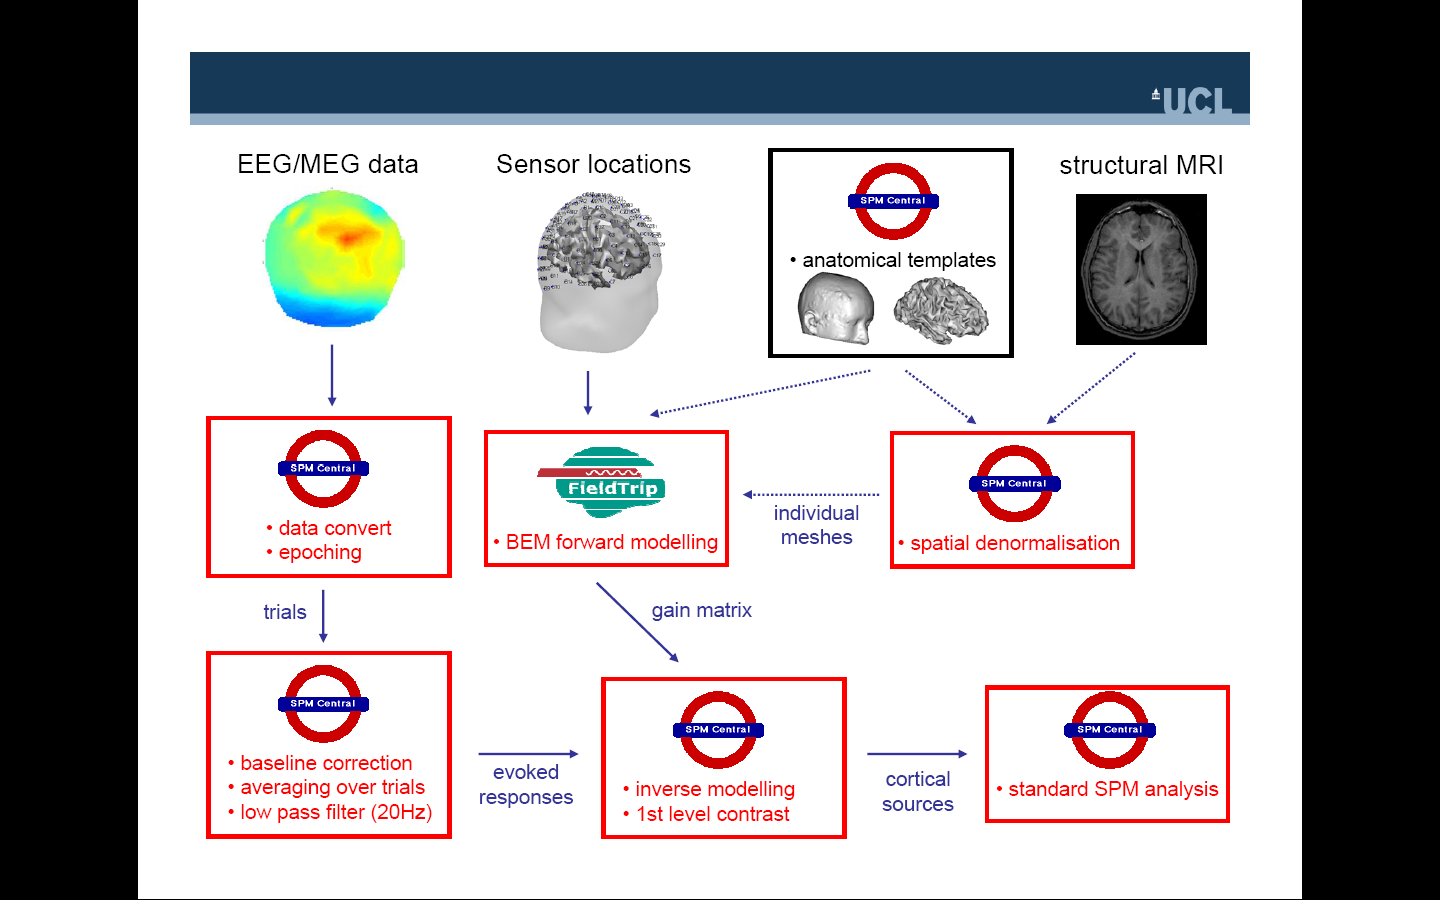 UCL
EEG/MEG data
Sensor locations
SPM Central
• anatomical templates
structural MRI
SPM Central
• data convert
• epoching
FieldTrip
• BEM forward modelling
individual
meshes
SPM Central
• spatial denormalisation
trials
gain matrix
SPM Central
• baseline correction
• averaging over trials
• low pass filter (20Hz)
evoked
responses
SPM Central
• inverse modelling
• 1st level contrast
cortical
sources
SPM Central
• standard SPM analysis